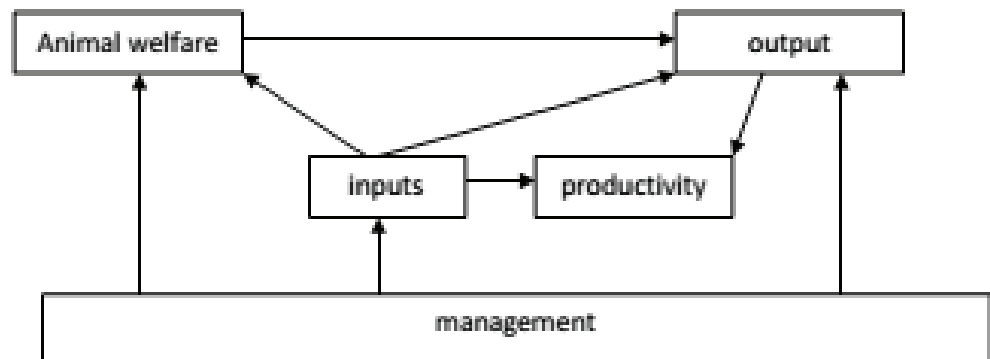 Animal welfare
output
inputs
productivity
management